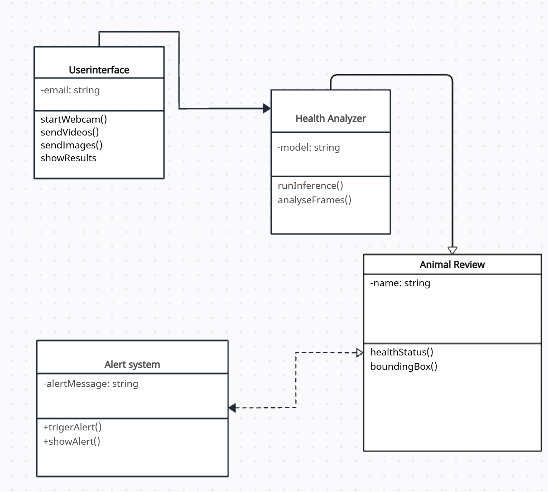 Userinterface
-email: string
startWebcam()
sendVideos()
sendImages()
showResults
Health Analyzer
-model: string
runInference()
analyseFrames()
Animal Review
-name: string
healthStatus()
boundingBox()
Alert system
-alertMessage: string
+trigerAlert()
+showAlert()